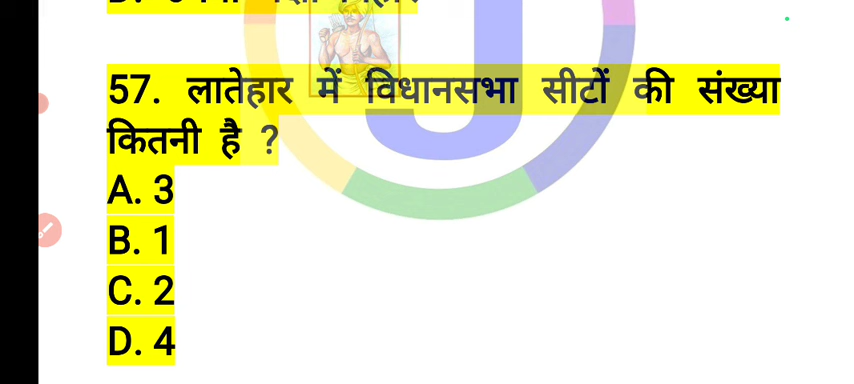 57. लातेहार में विधानसभा सीटों की संख्या
कितनी है ?
A. 3
B. 1
C. 2
D. 4